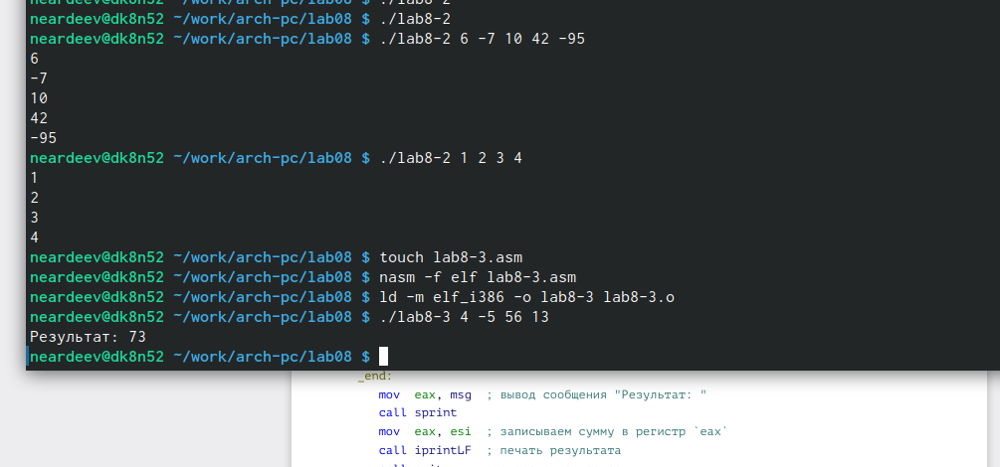 neardeev@dk8n52 ~/work/arch-pc/lab08 $ ./lab8-2
neardeev@dk8n52 ~/work/arch-pc/lab08 $ ./lab8-2 6 -7 10 42 -95
6
-7
10
42
-95
neardeev@dk8n52 ~/work/arch-pc/lab08 $ ./lab8-2 1 2 3 4
1
2
3
4
neardeev@dk8n52 ~/work/arch-pc/lab08 $ touch lab8-3.asm
neardeev@dk8n52 ~/work/arch-pc/lab08 $ nasm -f elf lab8-3.asm
neardeev@dk8n52 ~/work/arch-pc/lab08 $ ld -m elf_i386 -o lab8-3 lab8-3.o
neardeev@dk8n52 ~/work/arch-pc/lab08 $ ./lab8-3 4 -5 56 13
Результат: 73
neardeev@dk8n52 ~/work/arch-pc/lab08 $
_end:
mov eax, msg ; вывод сообщения "Результат: "
call sprint
mov eax, esi ; записываем сумму в регистр `eax`
call iprintLF ; печать результата